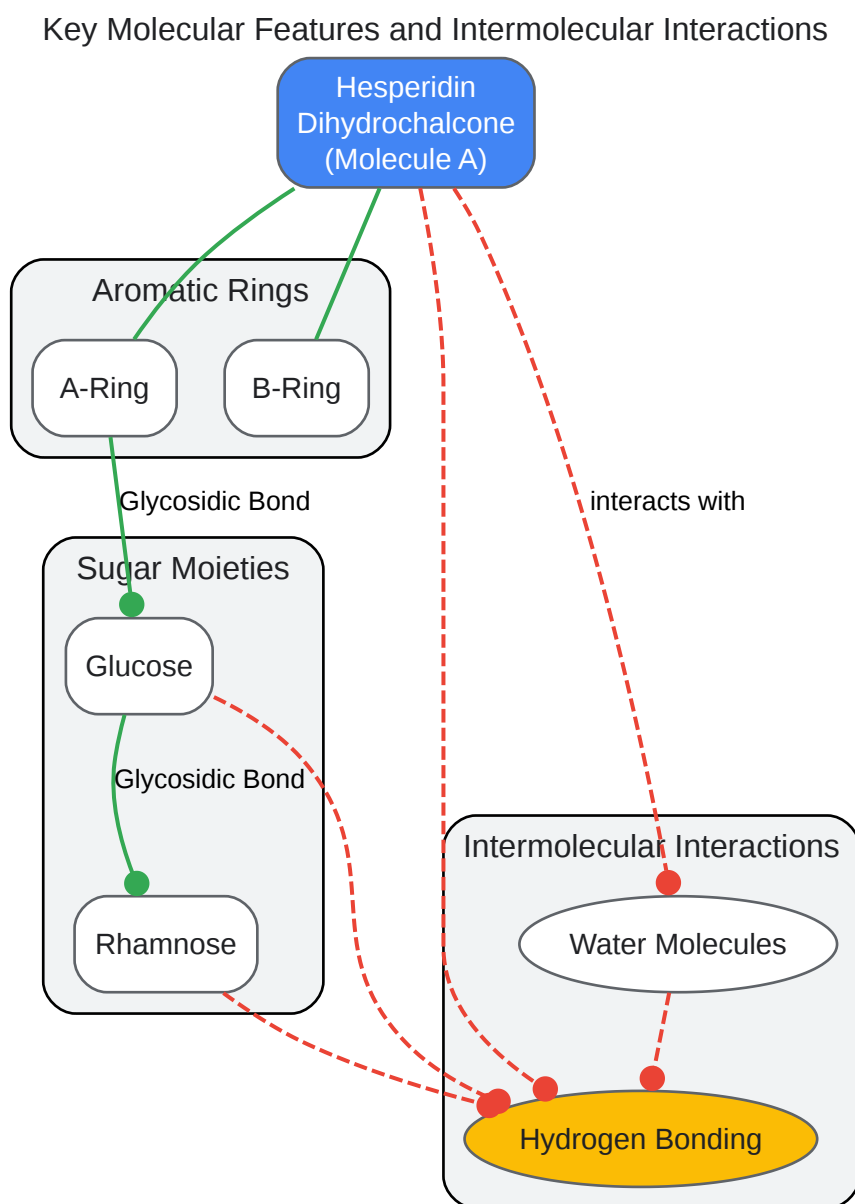 Key Molecular Features and Intermolecular Interactions
Hesperidin
Dihydrochalcone
(Molecule A)
Aromatic Rings
A-Ring
B-Ring
Glycosidic Bond
interacts with
Sugar Moieties
Glucose
Glycosidic Bond
Intermolecular Interactions
Rhamnose
Water Molecules
Hydrogen Bonding